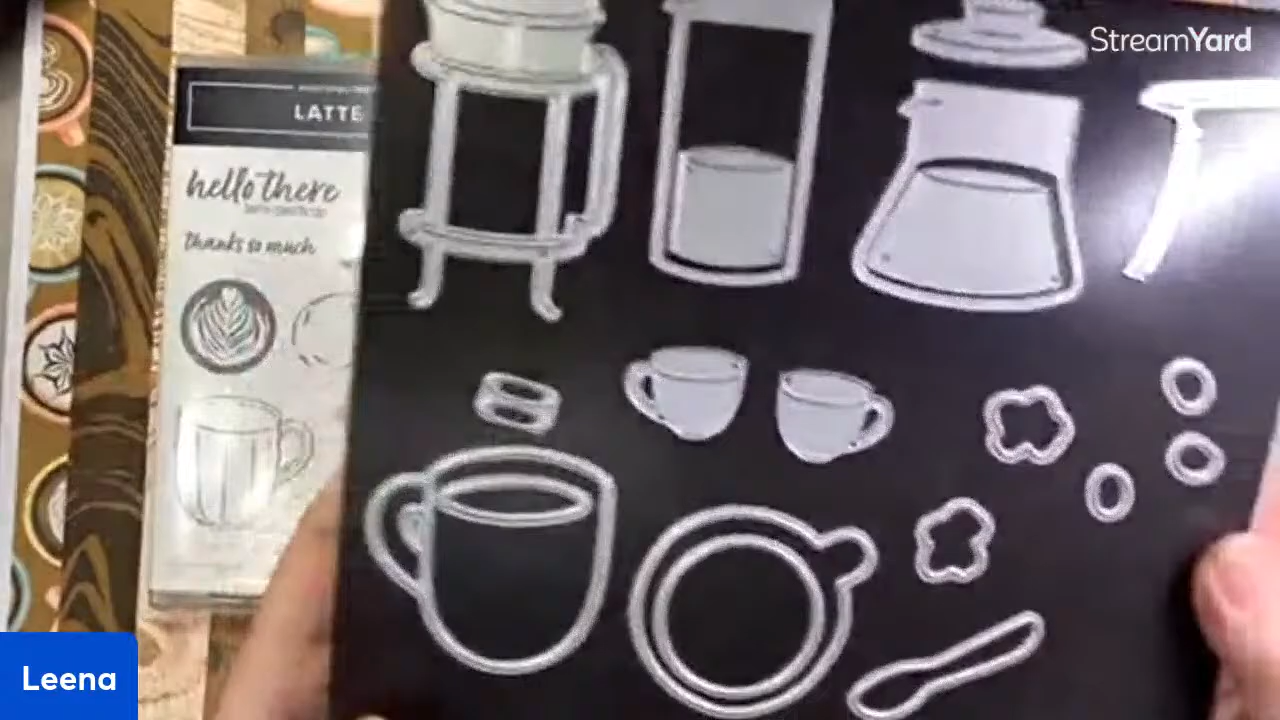 StreamYard
LATTE
hello there
thanks so much
Leena